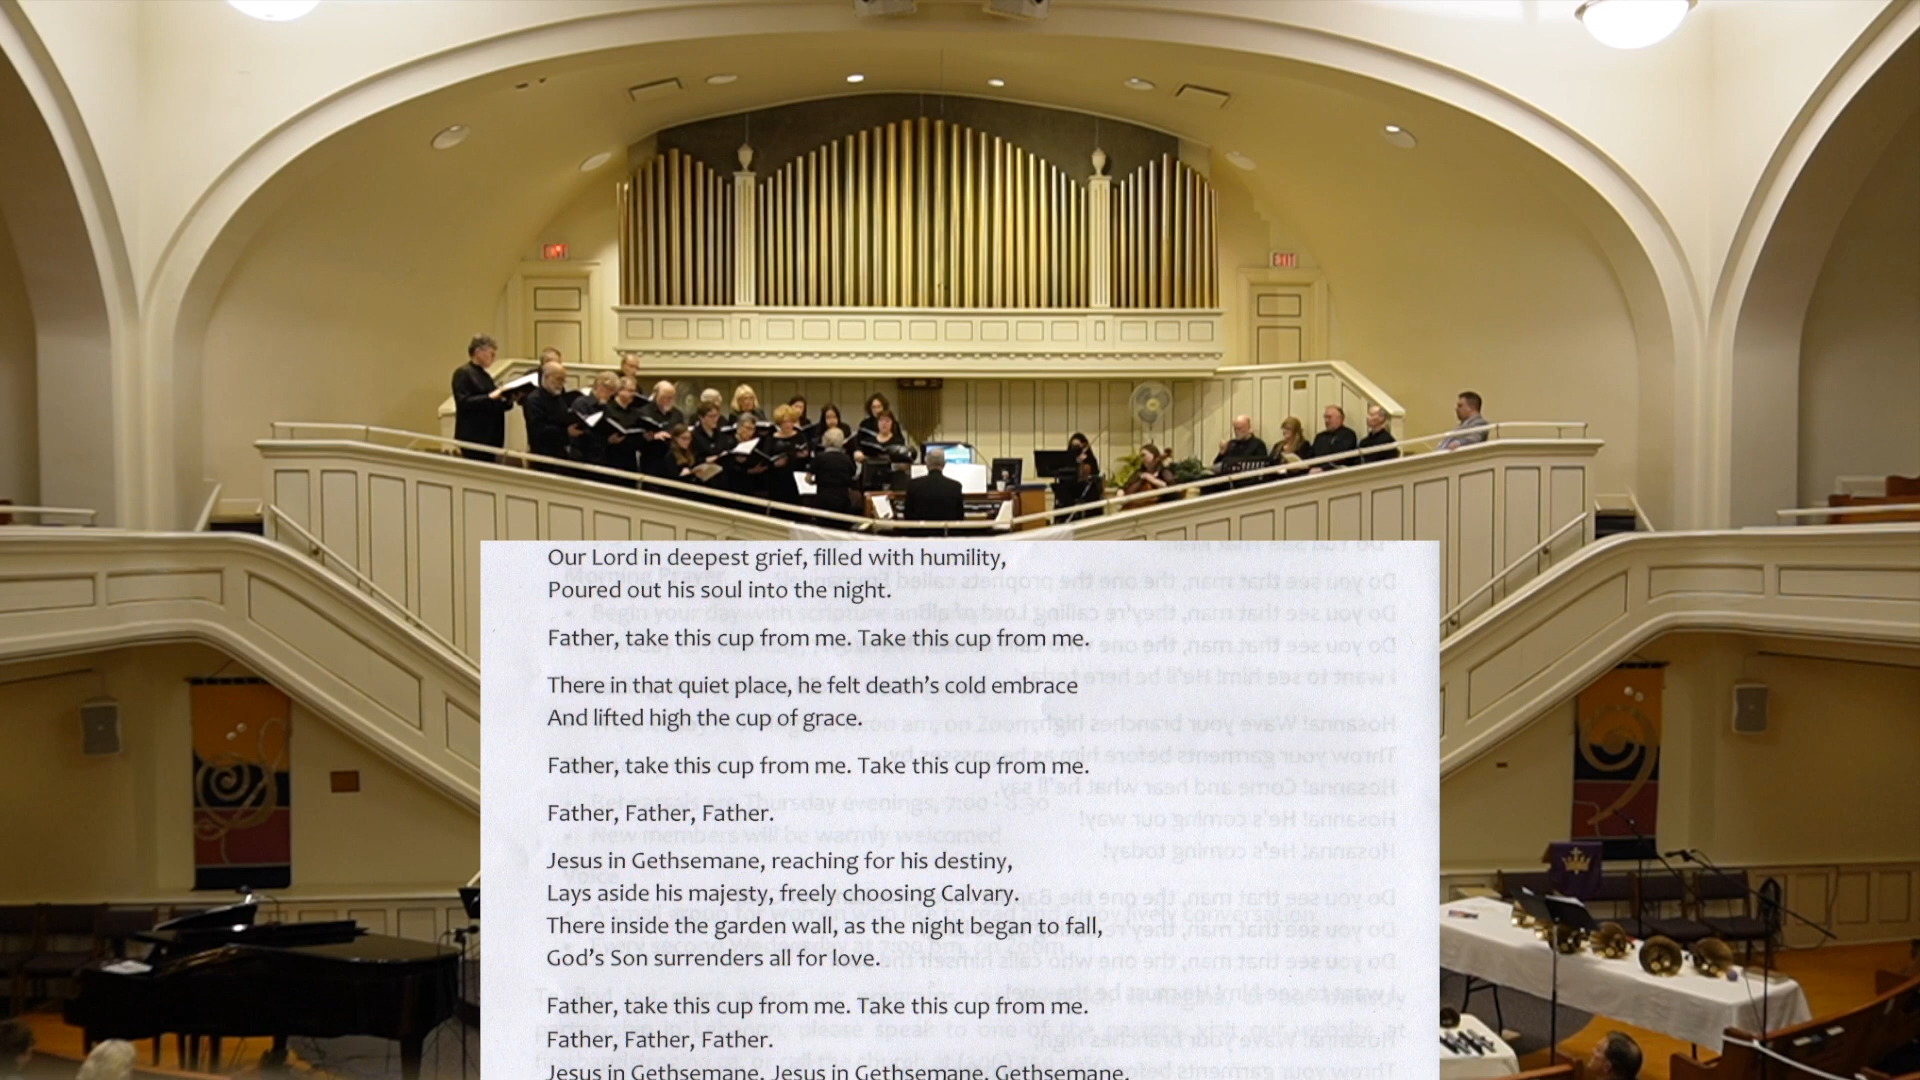 EXIT
Our Lord in deepest grief, filled with humility,
Poured out his soul into the night.
Father, take this cup from me. Take this cup from me.
There in that quiet place, he felt death's cold embrace
And lifted high the cup of grace.
Father, take this cup from me. Take this cup from me.
Father, Father, Father.
Jesus in Gethsemane, reaching for his destiny,
Lays aside his majesty, freely choosing Calvary.
There inside the garden wall, as the night began to fall,
God's Son surrenders all for love.
Father, take this cup from me. Take this cup from me.
Father, Father, Father.
Jesus in Gethsemane, Jesus in Gethsemane, Gethsemane.